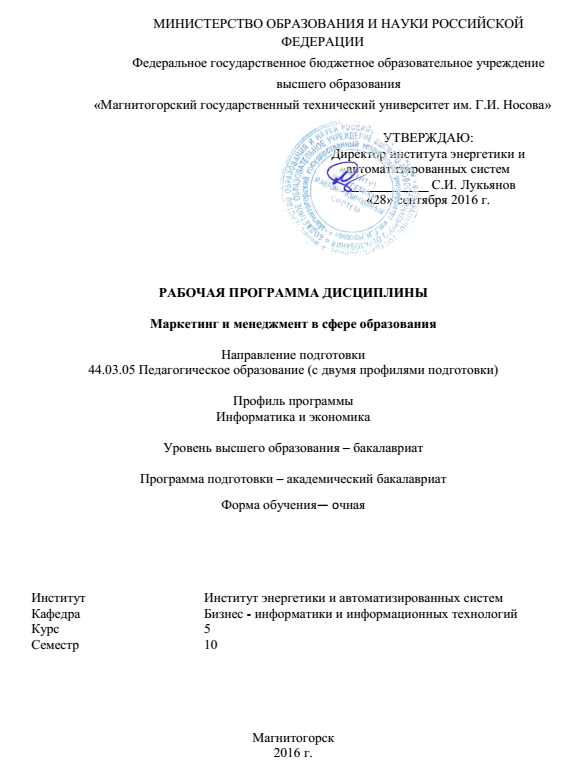 МИНИСТЕРСТВО ОБРАЗОВАНИЯ И НАУКИ РОССИЙСКОЙ
ФЕДЕРАЦИИ
Федеральное государственное бюджетное образовательное учреждение
высшего образования
«Магнитогорский государственный технический университет им. Г.И. Носова»
УТВЕРЖДАЮ:
Директор института энергетики и
автоматизированных систем
____________ С.И. Лукьянов
«28» сентября 2016 г.
РАБОЧАЯ ПРОГРАММА ДИСЦИПЛИНЫ
Маркетинг и менеджмент в сфере образования
Направление подготовки
44.03.05 Педагогическое образование (с двумя профилями подготовки)
Профиль программы
Информатика и экономика
Уровень высшего образования – бакалавриат
Программа подготовки – академический бакалавриат
Форма обучения— очная
Институт Институт энергетики и автоматизированных систем
Кафедра Бизнес - информатики и информационных технологий
Курс 5
Семестр 10
Магнитогорск
2016 г.